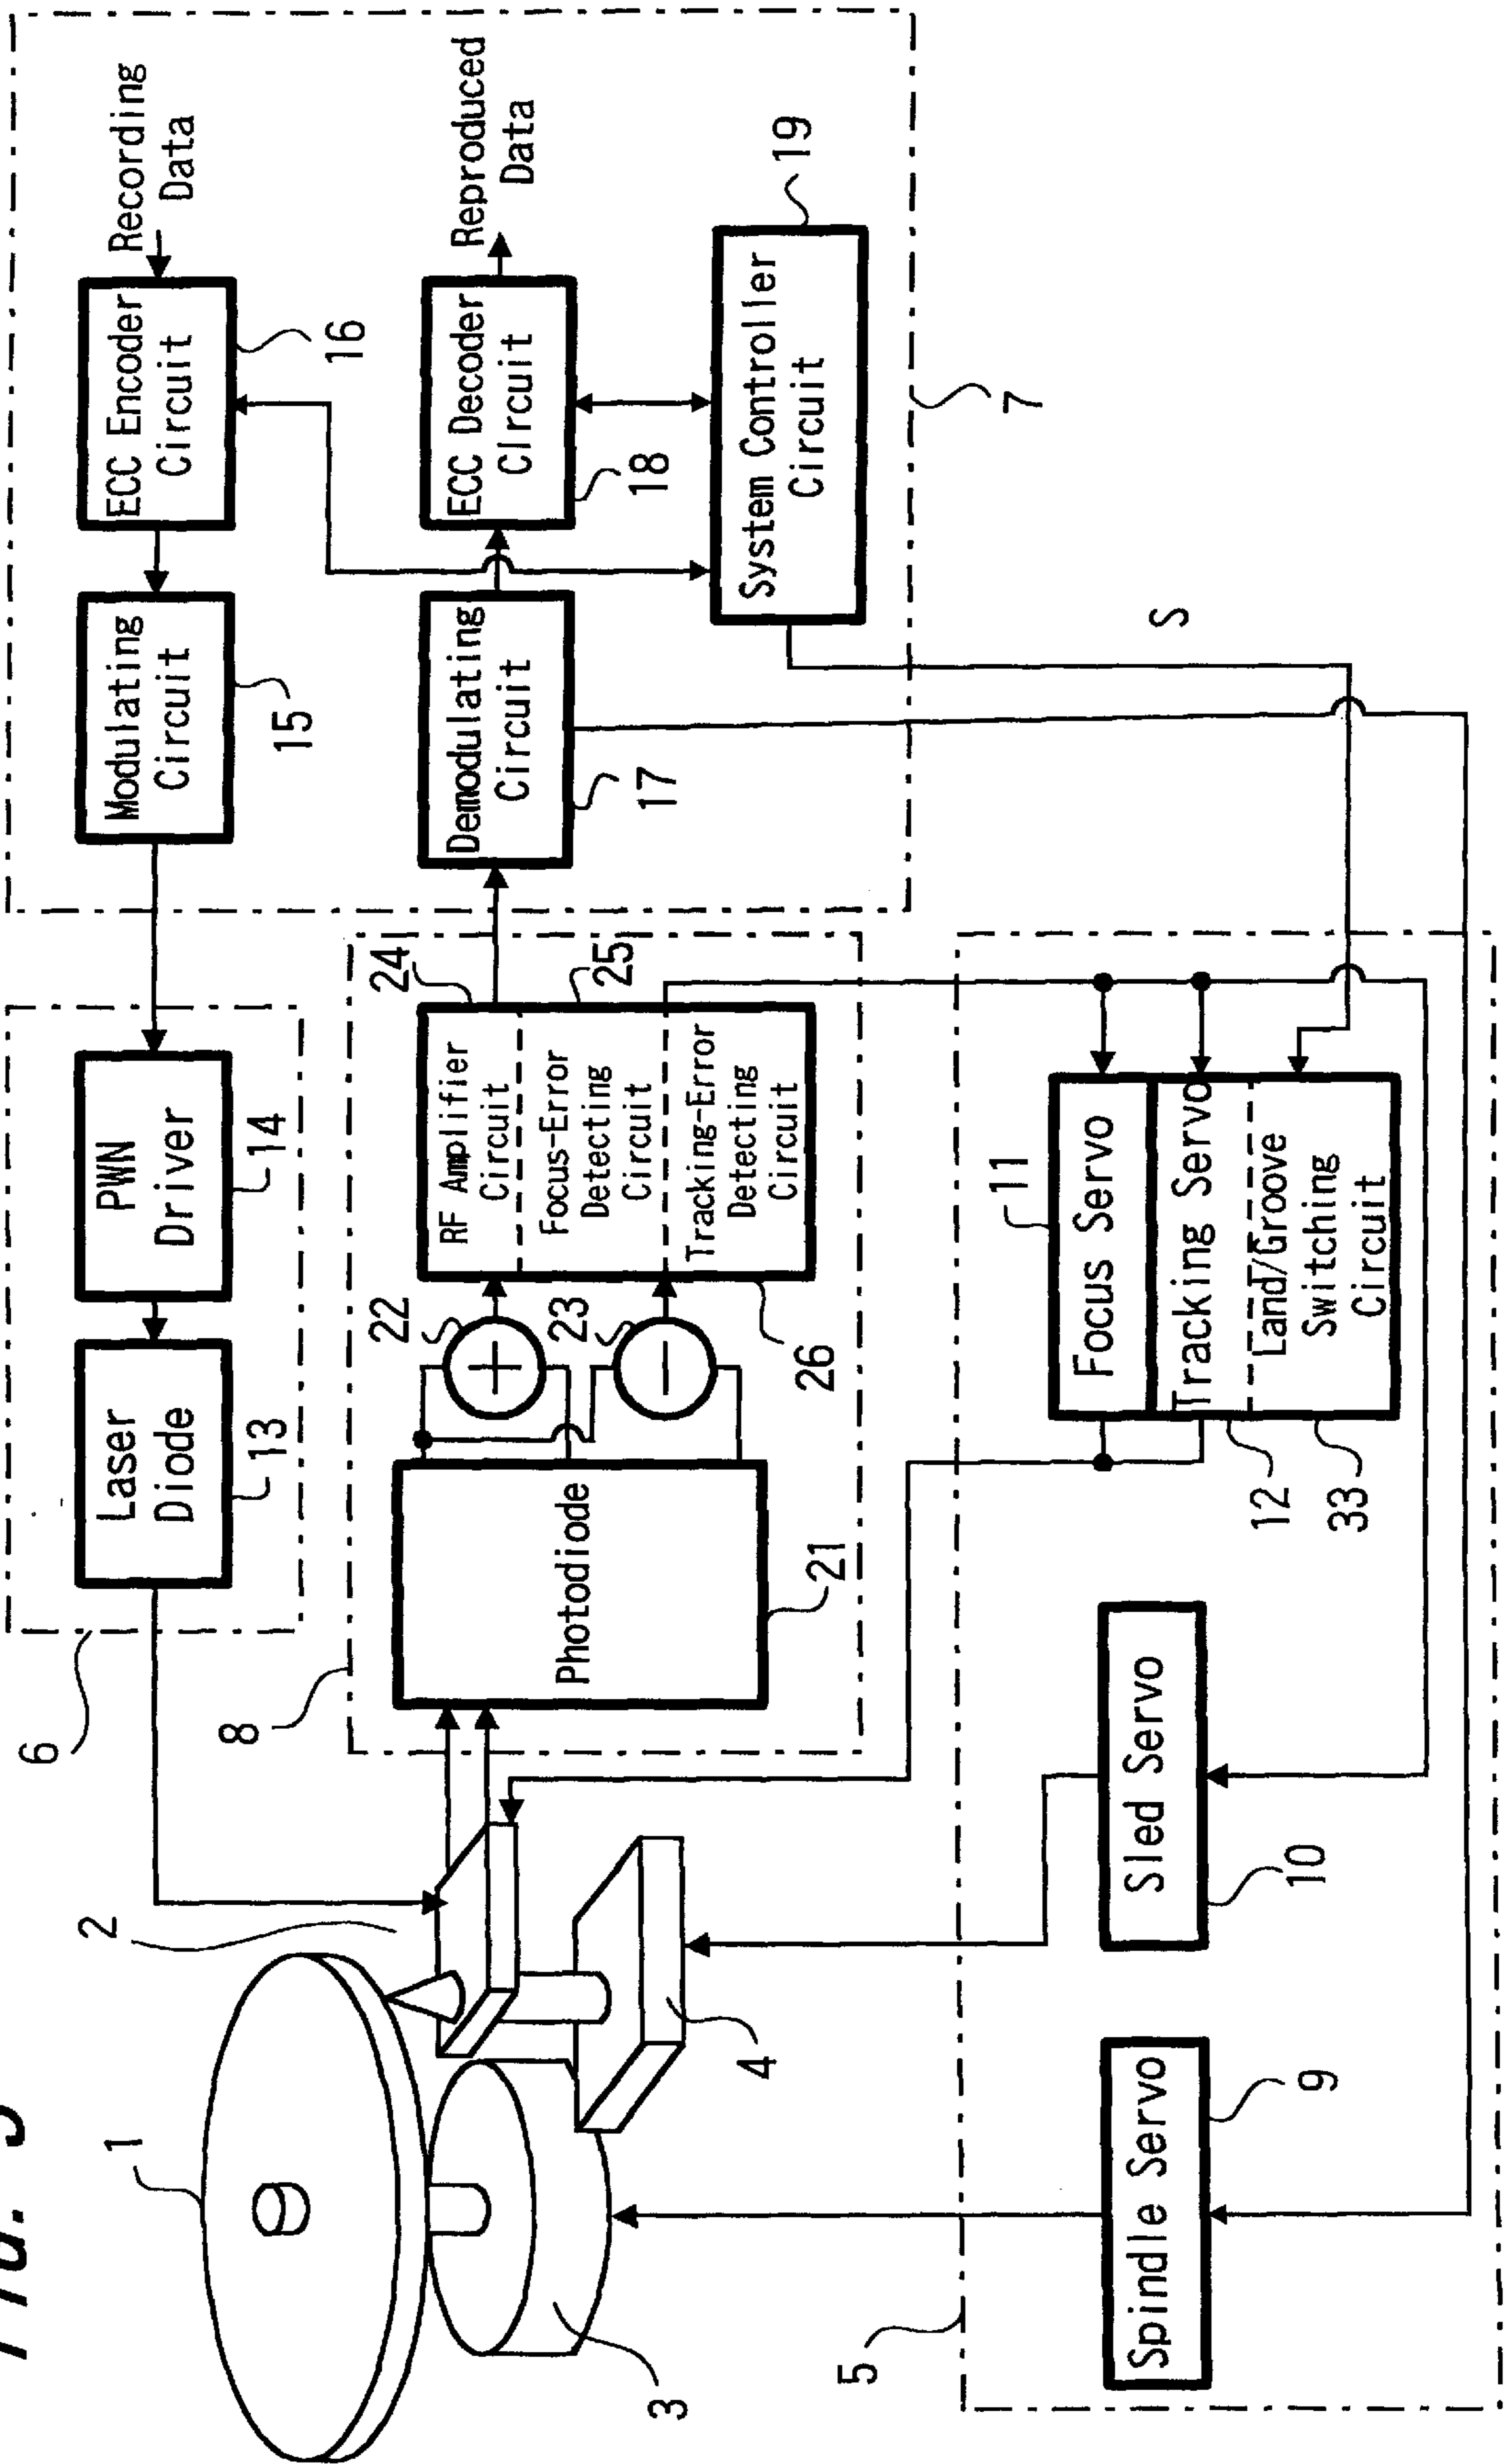 FIG.
6
2
1
Laser
Diode
13
PWN
Driver
14
Modulating
Circuit
15
ECC Encoder
Circuit
16
Recording
Data
8
Photodiode
21
22
23
24
RF Amplifier
Circuit
Focus-Error
Detecting
Circuit
25
Tracking-Error
Detecting
Circuit
26
Demodulating
Circuit
17
ECC Decoder
CIrcuit
18
Reproduced
Data
System Controller
Circuit
19
7
3
4
5
S
Spindle Servo
9
Sled Servo
10
11
Focus Servo
Tracking Servo
Land/Groove
Switching
Circuit
12
33